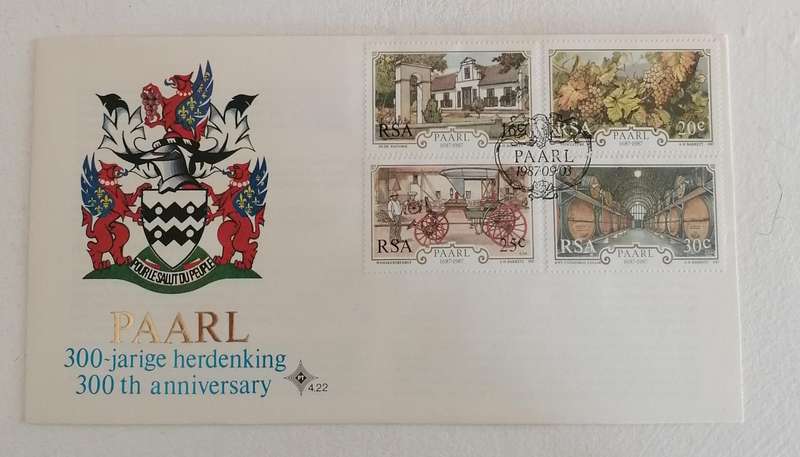 POUR LE SALUT DU PEUPLE
PAARL
300-jarige herdenking
300 th anniversary
PT
4.22
RSA
16c
PAARL
1687-1987
RSA
PAARL
20c
1687-1987
RSA
PAARL
25c
1687-1987
RSA
PAARL
30c
1687-1987
PAARL
1987·09·03